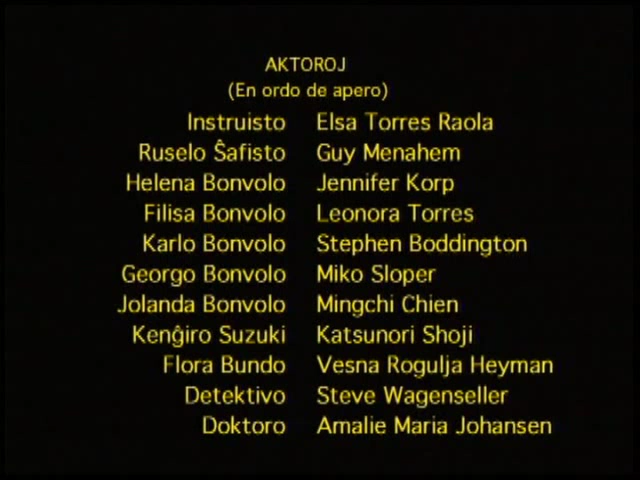 AKTOROJ
(En ordo de apero)
Instruisto Elsa Torres Raola
Ruselo Ŝafisto Guy Menahem
Helena Bonvolo Jennifer Korp
Filisa Bonvolo Leonora Torres
Karlo Bonvolo Stephen Boddington
Georgo Bonvolo Miko Sloper
Jolanda Bonvolo Mingchi Chien
Kenĝiro Suzuki Katsunori Shoji
Flora Bundo Vesna Rogulja Heyman
Detektivo Steve Wagenseller
Doktoro Amalie Maria Johansen